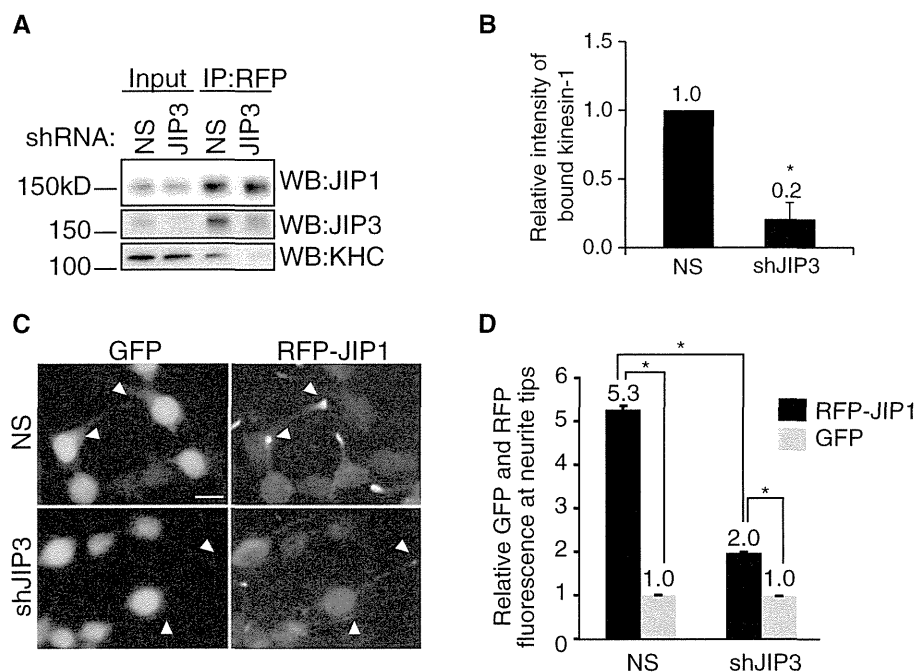 A
Input IP:RFP
shRNA: NS JIP3 NS JIP3
150kD WB:JIP1
150 WB:JIP3
100 WB:KHC
B
Relative intensity of
bound kinesin-1
1.5
1.0
0.5
0.0
1.0
*
0.2
NS shJIP3
C
GFP RFP-JIP1
NS
shJIP3
D
Relative GFP and RFP
fluorescence at neurite tips
6
5
4
3
2
1
0
*
*
5.3
1.0
*
2.0
1.0
RFP-JIP1
GFP
NS shJIP3